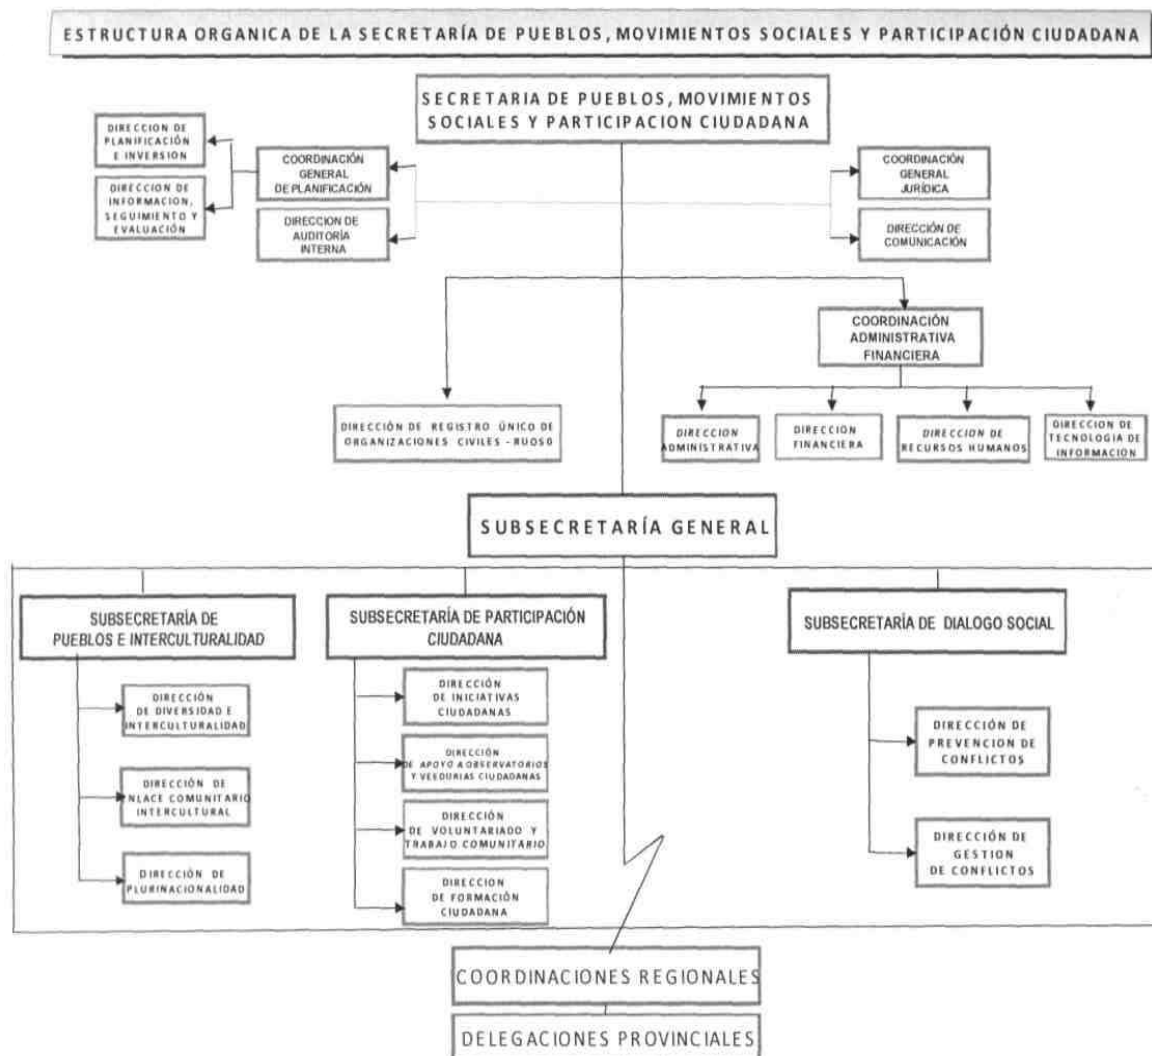 ESTRUCTURA ORGANICA DE LA SECRETARÍA DE PUEBLOS, MOVIMIENTOS SOCIALES Y PARTICIPACIÓN CIUDADANA
SECRETARIA DE PUEBLOS, MOVIMIENTOS
SOCIALES Y PARTICIPACION CIUDADANA
DIRECCION DE
PLANIFICACIÓN
E INVERSION
DIRECCION DE
INFORMACION,
SEGUIMIENTO Y
EVALUACIÓN
COORDINACIÓN
GENERAL
DE PLANIFICACIÓN
DIRECCION DE
AUDITORÍA
INTERNA
COORDINACIÓN
GENERAL
JURÍDICA
DIRECCIÓN DE
COMUNICACIÓN
COORDINACIÓN
ADMINISTRATIVA
FINANCIERA
DIRECCIÓN DE REGISTRO ÚNICO DE
ORGANIZACIONES CIVILES - RUOSO
DIRECCION
ADMINISTRATIVA
DIRECCION
FINANCIERA
DIRECCION DE
RECURSOS HUMANOS
DIRECCION DE
TECNOLOGIA DE
INFORMACIÓN
SUBSECRETARÍA GENERAL
SUBSECRETARÍA DE
PUEBLOS E INTERCULTURALIDAD
DIRECCIÓN
DE DIVERSIDAD E
INTERCULTURALIDAD
DIRECCIÓN DE
ENLACE COMUNITARIO
INTERCULTURAL
DIRECCIÓN DE
PLURINACIONALIDAD
SUBSECRETARÍA DE PARTICIPACIÓN
CIUDADANA
DIRECCIÓN
DE INICIATIVAS
CIUDADANAS
DIRECCIÓN
DE APOYO A OBSERVATORIOS
Y VEEDURIAS CIUDADANAS
DIRECCIÓN
DE VOLUNTARIADO Y
TRABAJO COMUNITARIO
DIRECCION
DE FORMACIÓN
CIUDADANA
SUBSECRETARÍA DE DIALOGO SOCIAL
DIRECCIÓN DE
PREVENCION DE
CONFLICTOS
DIRECCIÓN DE
GESTION
DE CONFLICTOS
COORDINACIONES REGIONALES
DELEGACIONES PROVINCIALES